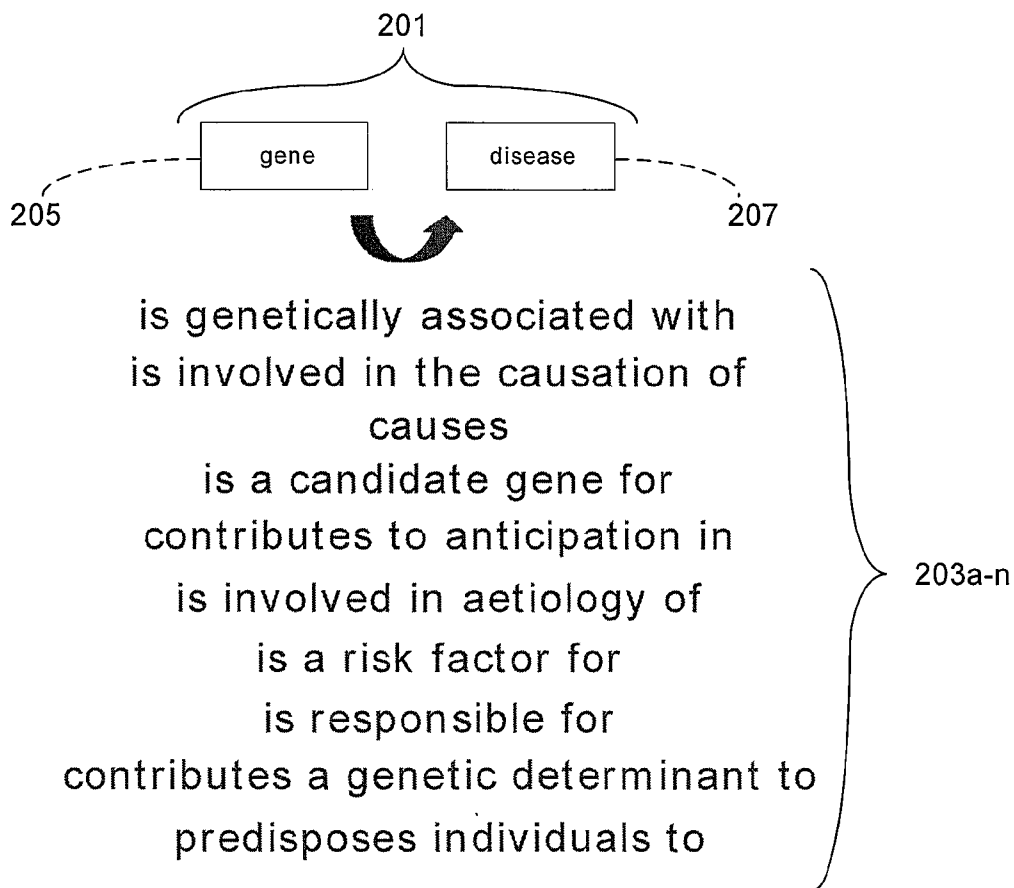 201
gene disease
205 207
is genetically associated with
is involved in the causation of
causes
is a candidate gene for
contributes to anticipation in
is involved in aetiology of
203a-n
is a risk factor for
is responsible for
contributes a genetic determinant to
predisposes individuals to